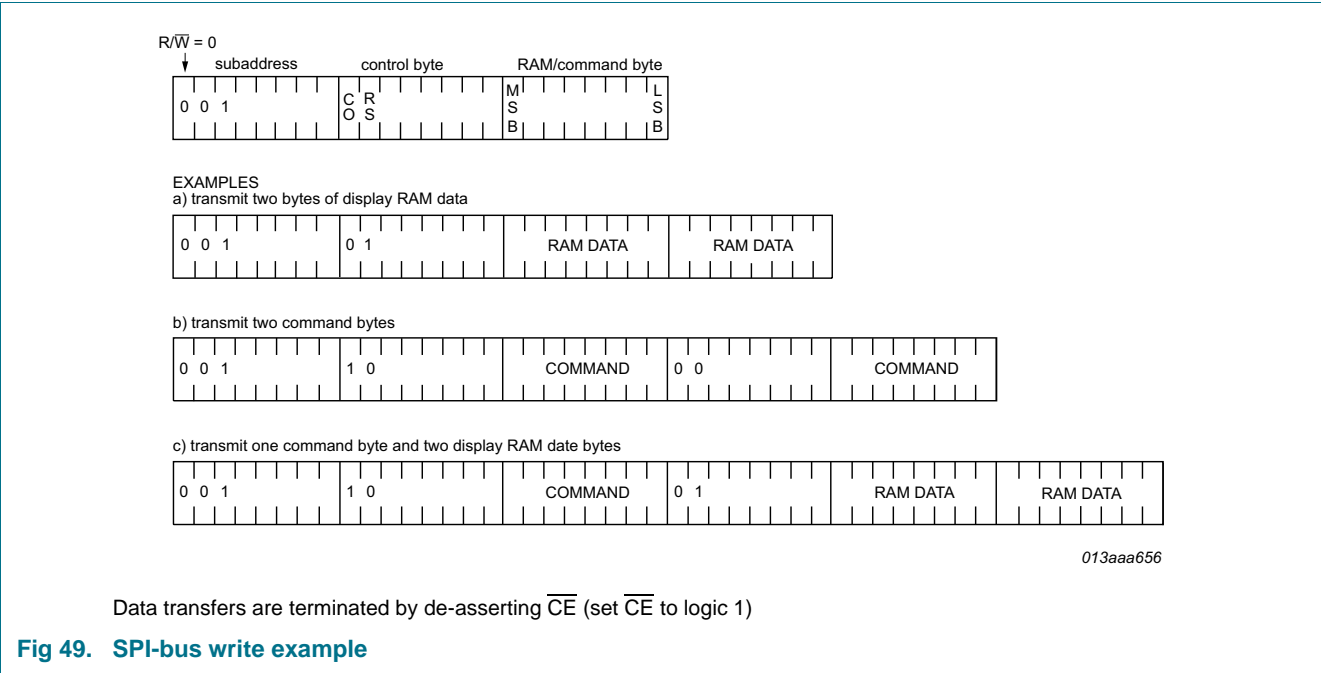 R/W̅ = 0
subaddress control byte RAM/command byte
0 0 1 CO RS MSB LSB
EXAMPLES
a) transmit two bytes of display RAM data
0 0 1 0 1 RAM DATA RAM DATA
b) transmit two command bytes
0 0 1 1 0 COMMAND 0 0 COMMAND
c) transmit one command byte and two display RAM date bytes
0 0 1 1 0 COMMAND 0 1 RAM DATA RAM DATA
013aaa656
Data transfers are terminated by de-asserting C̅E̅ (set C̅E̅ to logic 1)
Fig 49. SPI-bus write example